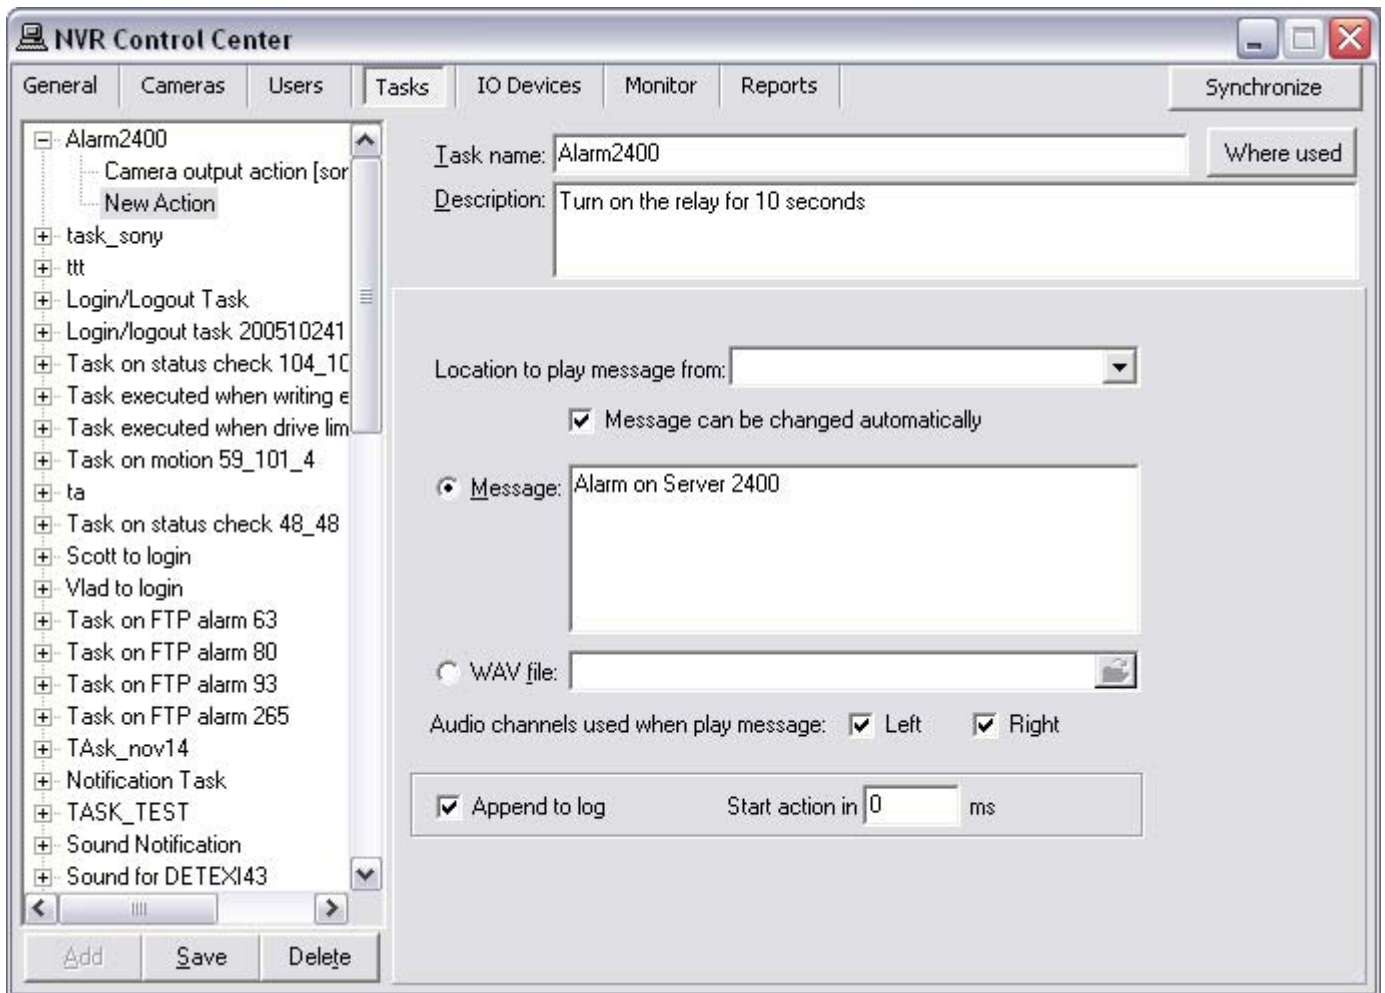 NVR Control Center
General Cameras Users Tasks IO Devices Monitor Reports Synchronize
Alarm2400
Camera output action [sor
New Action
task_sony
ttt
Login/Logout Task
Login/logout task 200510241
Task on status check 104_10
Task executed when writing e
Task executed when drive lim
Task on motion 59_101_4
ta
Task on status check 48_48
Scott to login
Vlad to login
Task on FTP alarm 63
Task on FTP alarm 80
Task on FTP alarm 93
Task on FTP alarm 265
TAsk_nov14
Notification Task
TASK_TEST
Sound Notification
Sound for DETEXI43
Add Save Delete
Task name: Alarm2400 Where used
Description: Turn on the relay for 10 seconds
Location to play message from:
Message can be changed automatically
Message: Alarm on Server 2400
WAV file:
Audio channels used when play message: Left Right
Append to log Start action in 0 ms